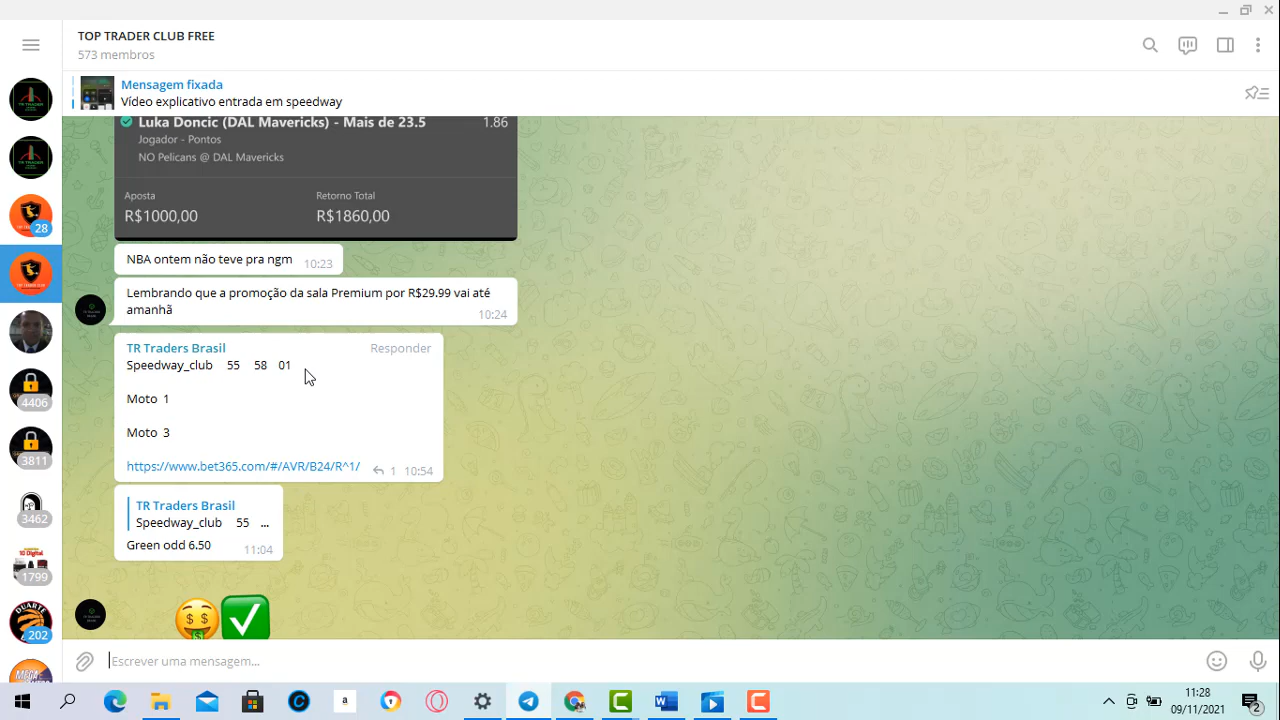 TOP TRADER CLUB FREE
573 membros
Mensagem fixada
Vídeo explicativo entrada em speedway
Luka Doncic (DAL Mavericks) - Mais de 23.5 1.86
Jogador - Pontos
NO Pelicans @ DAL Mavericks
Aposta Retorno Total
R$1000,00 R$1860,00
NBA ontem não teve pra ngm 10:23
Lembrando que a promoção da sala Premium por R$29.99 vai até
amanhã 10:24
TR Traders Brasil Responder
Speedway_club 55 58 01
Moto 1
Moto 3
https://www.bet365.com/#/AVR/B24/R^1/ 1 10:54
TR Traders Brasil
Speedway_club 55 ...
Green odd 6.50 11:04
28
4406
3811
3462
1799
DUARTE
202
Escrever uma mensagem...
a
W
11:28
09/11/2021
2